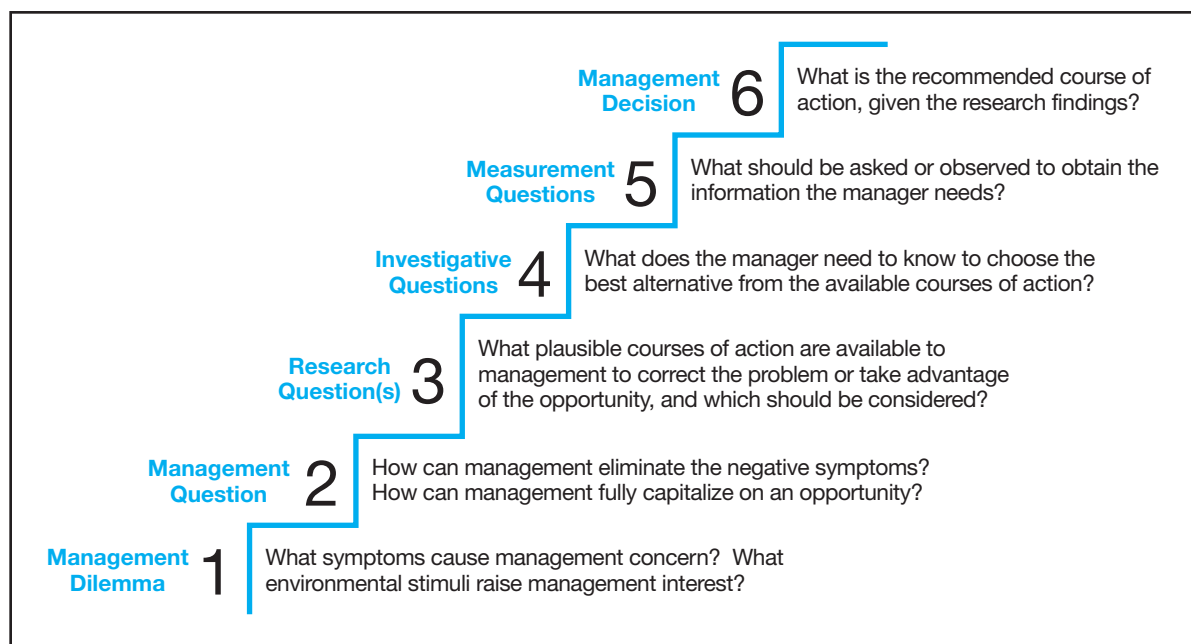 Management
Decision
6
What is the recommended course of
action, given the research findings?
Measurement
Questions
5
What should be asked or observed to obtain the
information the manager needs?
Investigative
Questions
4
What does the manager need to know to choose the
best alternative from the available courses of action?
Research
Question(s)
3
What plausible courses of action are available to
management to correct the problem or take advantage
of the opportunity, and which should be considered?
Management
Question
2
How can management eliminate the negative symptoms?
How can management fully capitalize on an opportunity?
Management
Dilemma
1
What symptoms cause management concern?  What
environmental stimuli raise management interest?